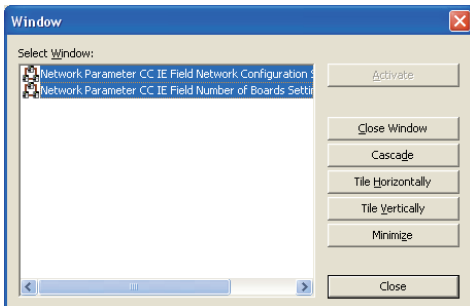 Window
Select Window:
Network Parameter CC IE Field Network Configuration
Network Parameter CC IE Field Number of Boards
Activate
Close Window
Cascade
Tile Horizontally
Tile Vertically
Minimize
Close